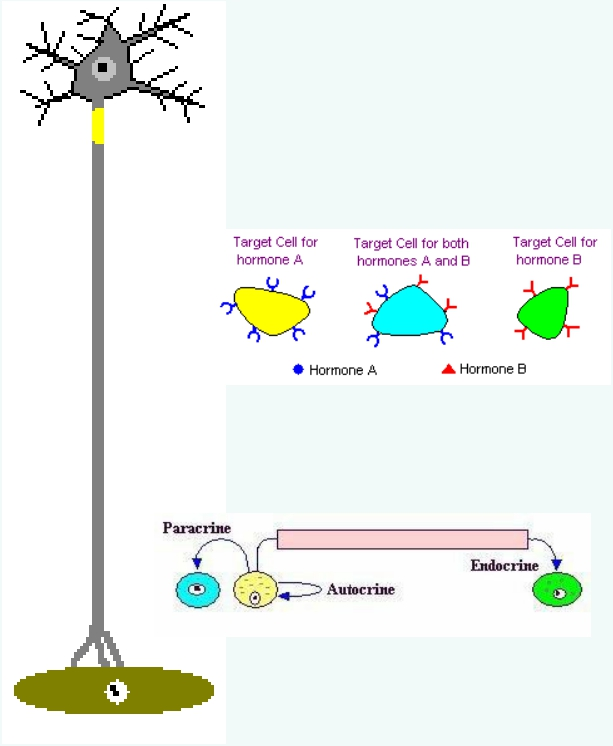 Target Cell for
hormone A
Target Cell for both
hormones A and B
Target Cell for
hormone B
Hormone A
Hormone B
Paracrine
Endocrine
Autocrine